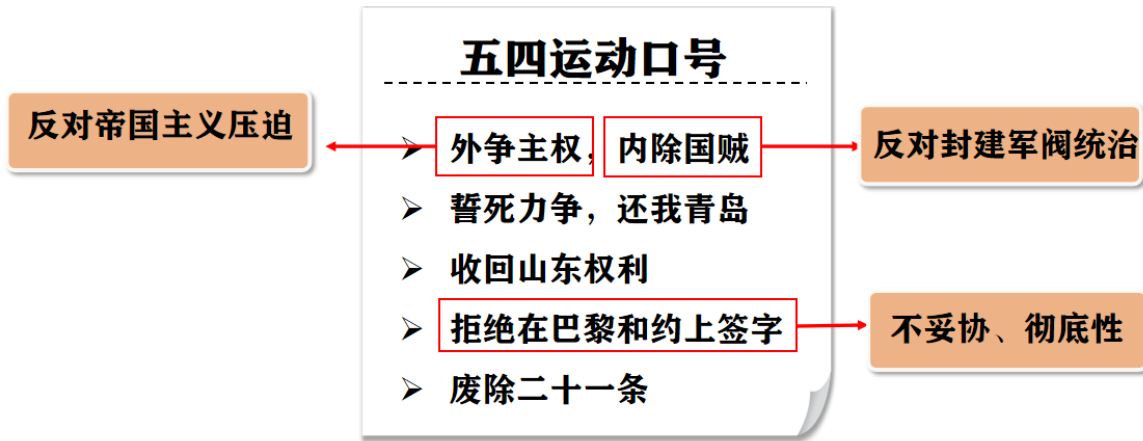 五四运动口号
反对帝国主义压迫
外争主权，内除国贼
反对封建军阀统治
誓死力争，还我青岛
收回山东权利
拒绝在巴黎和约上签字
不妥协、彻底性
废除二十一条